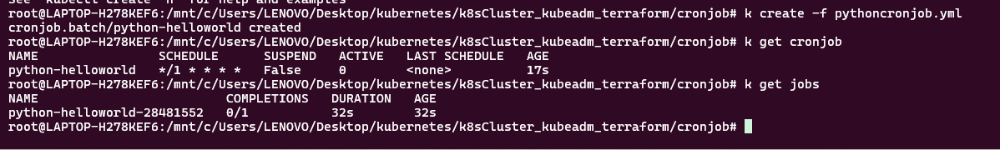 See 'kubectl create -h' for help and examples
root@LAPTOP-H278KEF6:/mnt/c/Users/LENOVO/Desktop/kubernetes/k8sCluster_kubeadm_terraform/cronjob# k create -f pythoncronjob.yml
cronjob.batch/python-helloworld created
root@LAPTOP-H278KEF6:/mnt/c/Users/LENOVO/Desktop/kubernetes/k8sCluster_kubeadm_terraform/cronjob# k get cronjob
NAME SCHEDULE SUSPEND ACTIVE LAST SCHEDULE AGE
python-helloworld */1 * * * * False 0 <none> 17s
root@LAPTOP-H278KEF6:/mnt/c/Users/LENOVO/Desktop/kubernetes/k8sCluster_kubeadm_terraform/cronjob# k get jobs
NAME COMPLETIONS DURATION AGE
python-helloworld-28481552 0/1 32s 32s
root@LAPTOP-H278KEF6:/mnt/c/Users/LENOVO/Desktop/kubernetes/k8sCluster_kubeadm_terraform/cronjob#